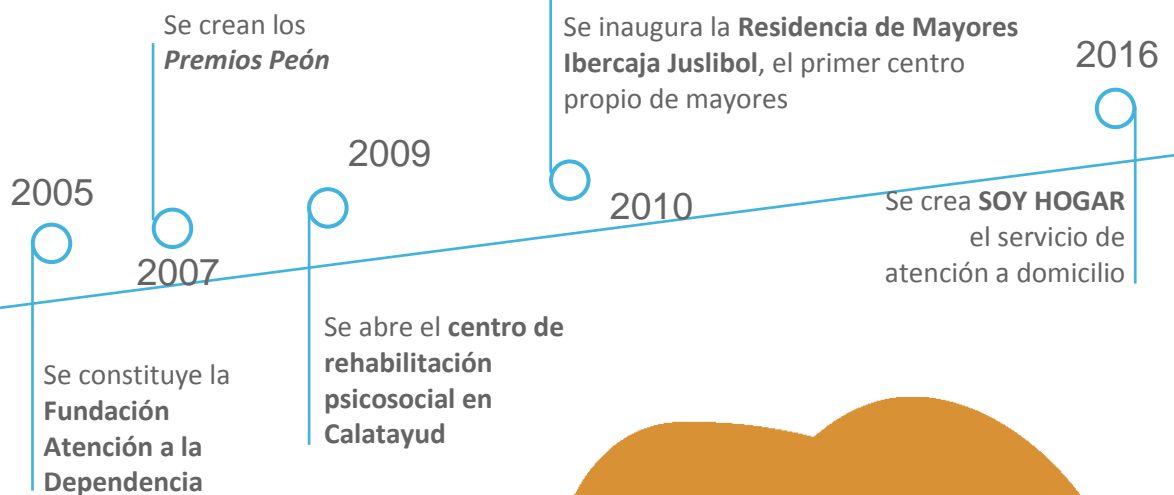 2005
Se constituye la
Fundación
Atención a la
Dependencia
Se crean los
Premios Peón
2007
2009
Se abre el centro de
rehabilitación
psicosocial en
Calatayud
Se inaugura la Residencia de Mayores
Ibercaja Juslibol, el primer centro
propio de mayores
2010
2016
Se crea SOY HOGAR
el servicio de
atención a domicilio